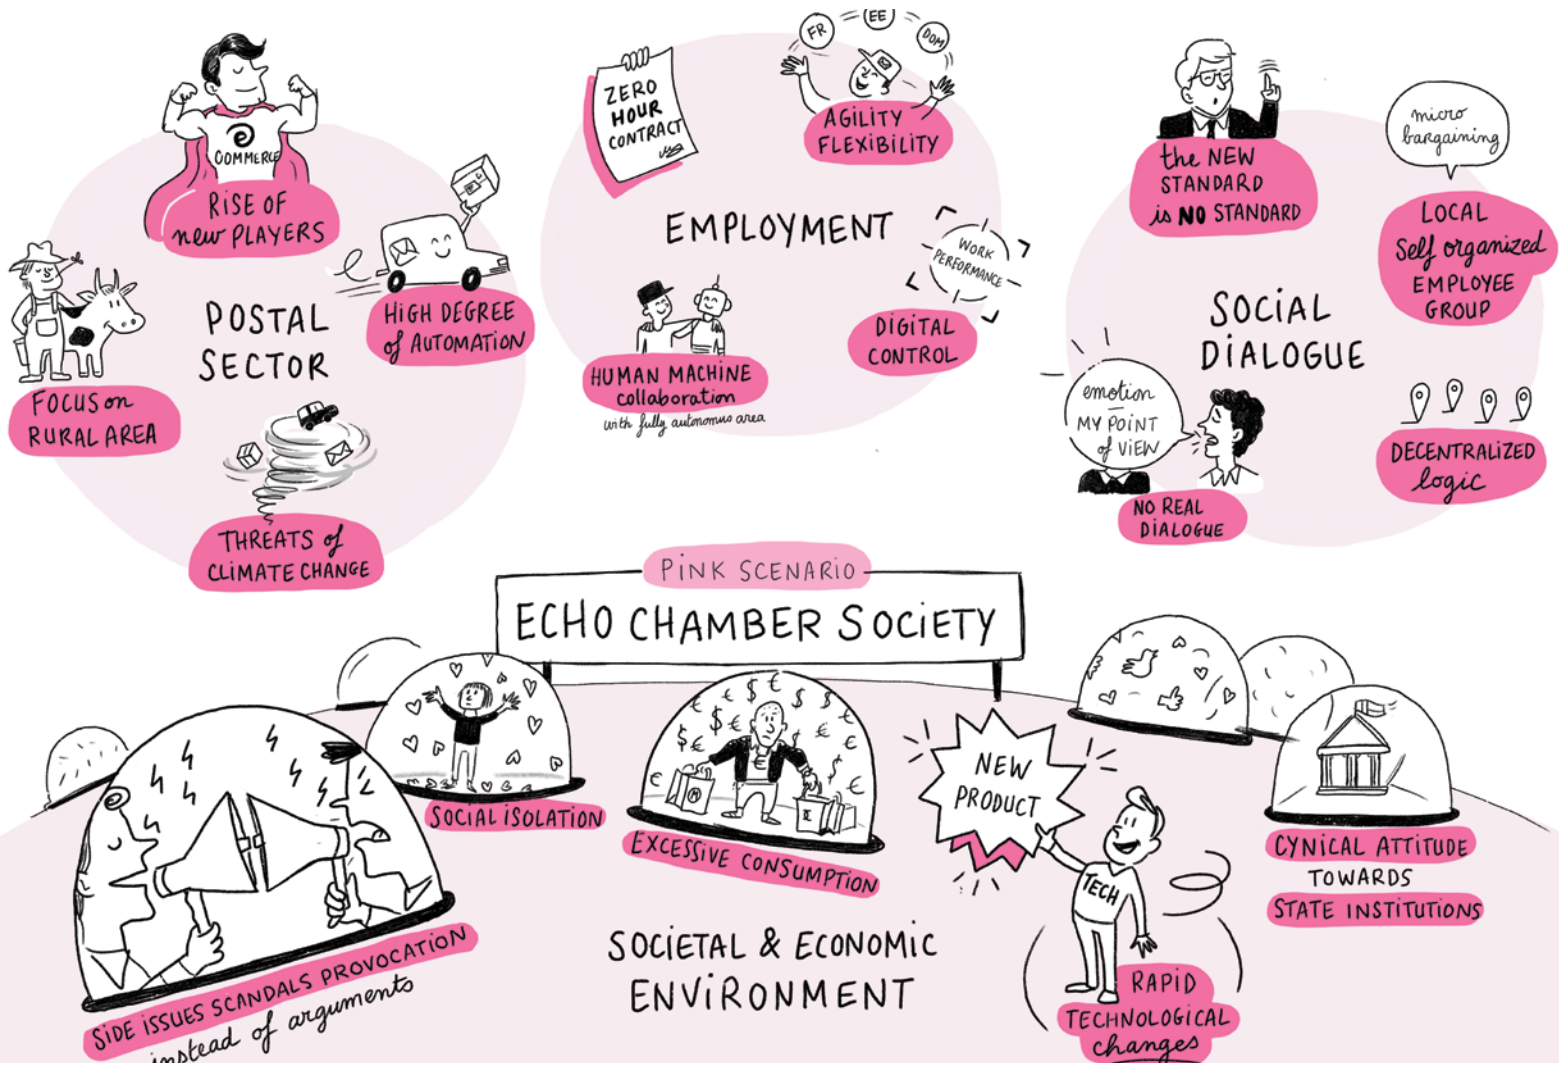 COMMERCE
RISE OF
new PLAYERS
HIGH DEGREE
of AUTOMATION
POSTAL
SECTOR
FOCUS on
RURAL AREA
THREATS of
CLIMATE CHANGE
ZERO
HOUR
CONTRACT
FR
EE
DOM
AGILITY
FLEXIBILITY
EMPLOYMENT
WORK
PERFORMANCE
DIGITAL
CONTROL
HUMAN MACHINE
collaboration
with fully autonomus area
the NEW
STANDARD
is NO STANDARD
micro
bargaining
LOCAL
Self organized
EMPLOYEE
GROUP
SOCIAL
DIALOGUE
emotion
MY POINT
of VIEW
NO REAL
DIALOGUE
DECENTRALIZED
logic
PINK SCENARIO
ECHO CHAMBER SOCIETY
SIDE ISSUES SCANDALS PROVOCATION
instead of arguments
SOCIAL ISOLATION
EXCESSIVE CONSUMPTION
NEW
PRODUCT
TECH
RAPID
TECHNOLOGICAL
changes
CYNICAL ATTITUDE
TOWARDS
STATE INSTITUTIONS
SOCIETAL & ECONOMIC
ENVIRONMENT